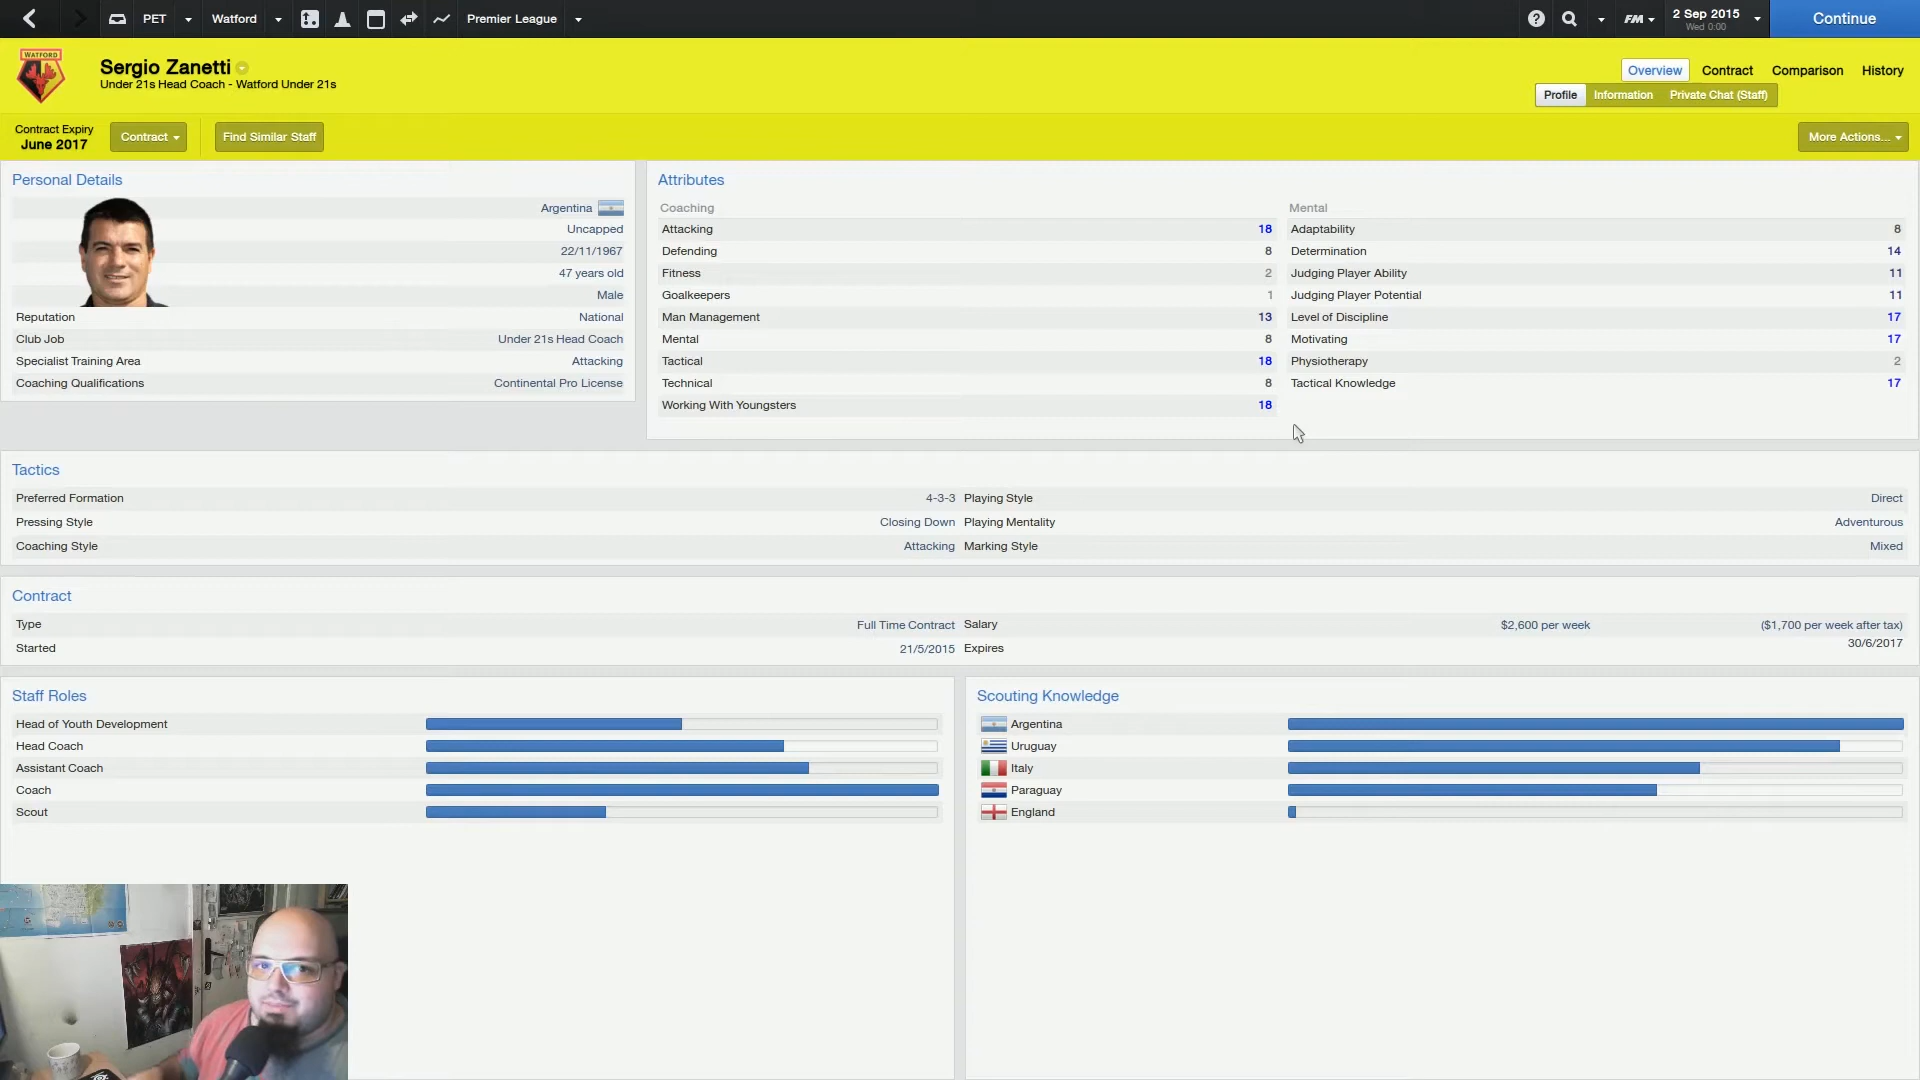 PET
Watford
Premier League
FM
2 Sep 2015
Wed 0:00
Continue
WATFORD
Sergio Zanetti
Under 21s Head Coach - Watford Under 21s
Overview Contract Comparison History
Profile Information Private Chat (Staff)
Contract Expiry
June 2017
Contract
Find Similar Staff
More Actions...
Personal Details
Argentina
Uncapped
22/11/1967
47 years old
Male
Reputation National
Club Job Under 21s Head Coach
Specialist Training Area Attacking
Coaching Qualifications Continental Pro License
Attributes
Coaching
Attacking 18
Defending 8
Fitness 2
Goalkeepers 1
Man Management 13
Mental 8
Tactical 18
Technical 8
Working With Youngsters 18
Mental
Adaptability 8
Determination 14
Judging Player Ability 11
Judging Player Potential 11
Level of Discipline 17
Motivating 17
Physiotherapy 2
Tactical Knowledge 17
Tactics
Preferred Formation 4-3-3 Playing Style Direct
Pressing Style Closing Down Playing Mentality Adventurous
Coaching Style Attacking Marking Style Mixed
Contract
Type Full Time Contract Salary $2,600 per week ($1,700 per week after tax)
Started 21/5/2015 Expires 30/6/2017
Staff Roles
Head of Youth Development
Head Coach
Assistant Coach
Coach
Scout
Scouting Knowledge
Argentina
Uruguay
Italy
Paraguay
England